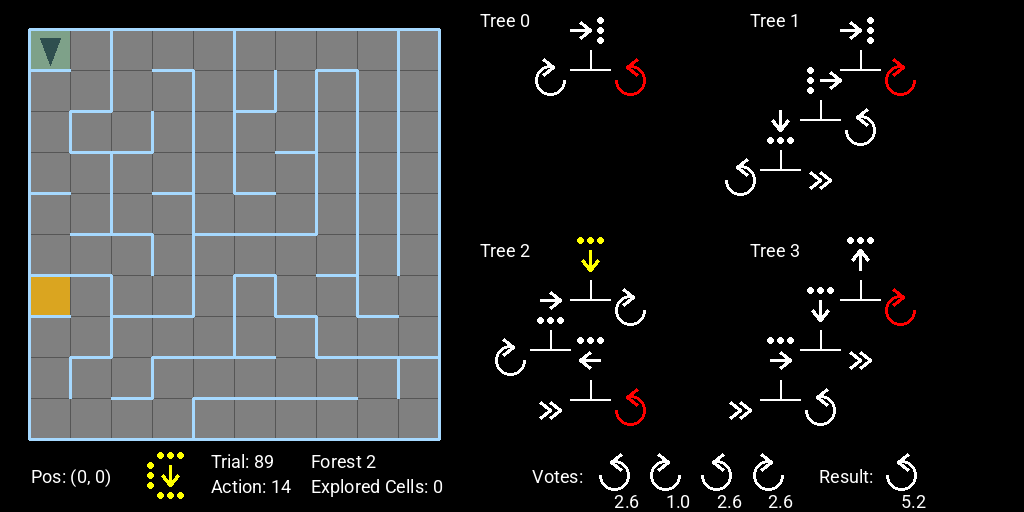 Tree 0
Tree 1
Tree 2
Tree 3
Pos: (0, 0)
Trial: 89
Forest 2
Action: 14
Explored Cells: 0
Votes:
2.6
1.0
2.6
2.6
Result:
5.2